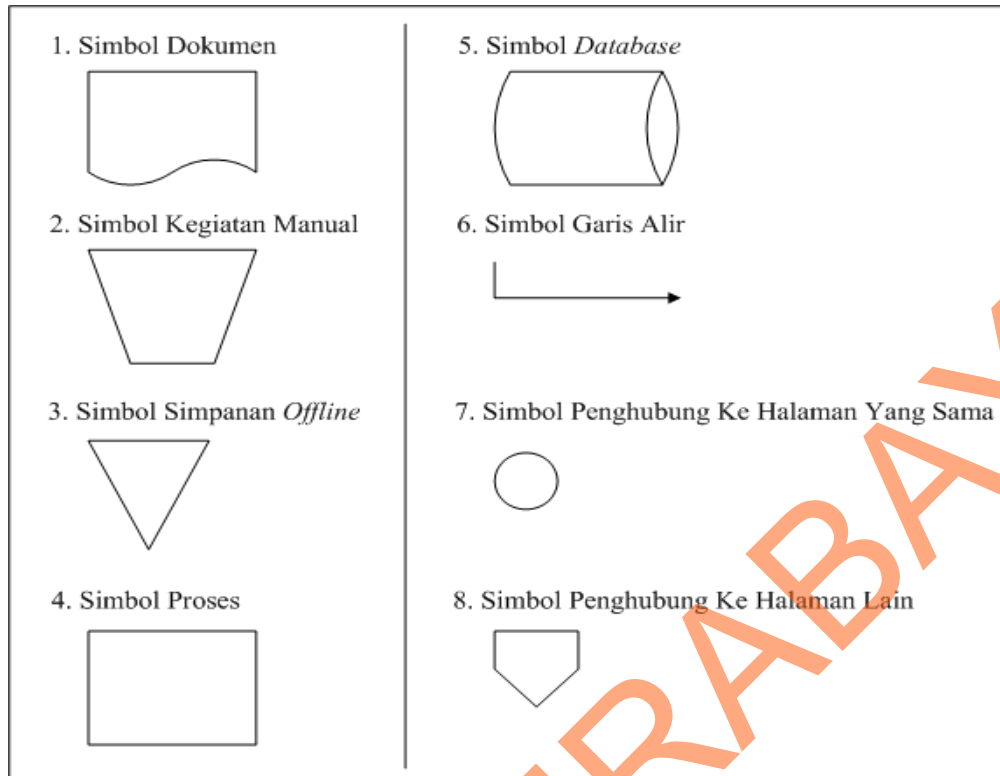 1. Simbol Dokumen
2. Simbol Kegiatan Manual
3. Simbol Simpanan Offline
4. Simbol Proses
5. Simbol Database
6. Simbol Garis Alir
7. Simbol Penghubung Ke Halaman Yang Sama
8. Simbol Penghubung Ke Halaman Lain